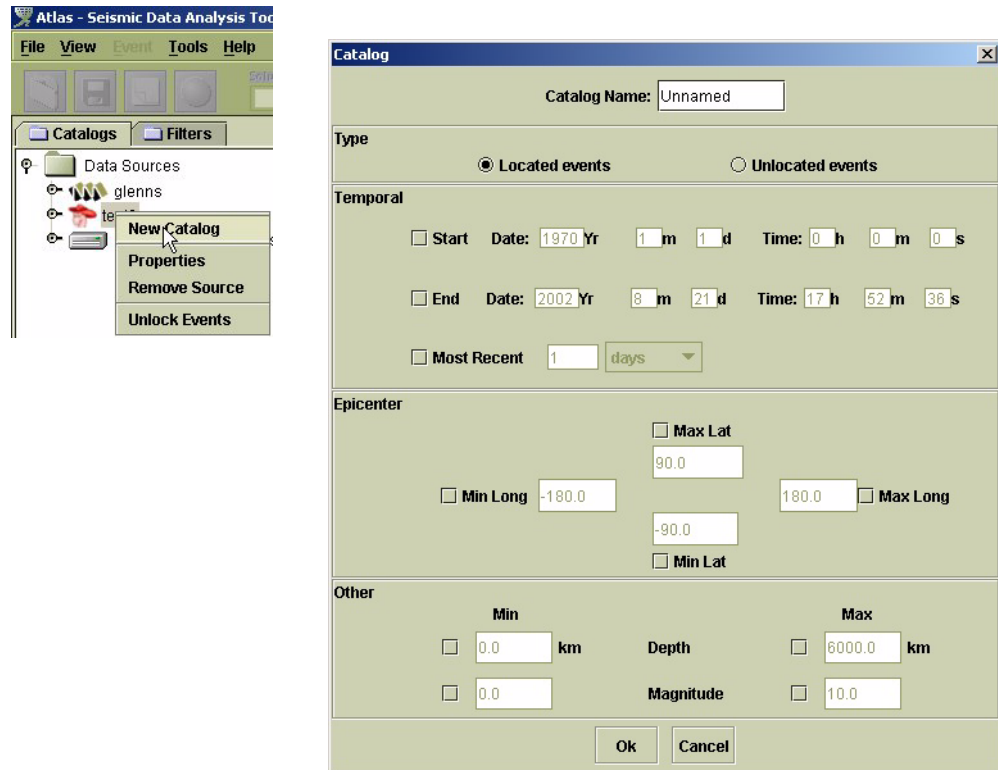 Atlas - Seismic Data Analysis Too
File View Event Tools Help
Catalogs Filters
Data Sources
glenns
New Catalog
Properties
Remove Source
Unlock Events
Catalog
Catalog Name: Unnamed
Type
Located events Unlocated events
Temporal
Start Date: 1970 Yr 1 m 1 d Time: 0 h 0 m 0 s
End Date: 2002 Yr 8 m 21 d Time: 17 h 52 m 36 s
Most Recent 1 days
Epicenter
Max Lat
90.0
Min Long -180.0 180.0 Max Long
-90.0
Min Lat
Other
Min Max
0.0 km Depth 6000.0 km
0.0 Magnitude 10.0
Ok Cancel